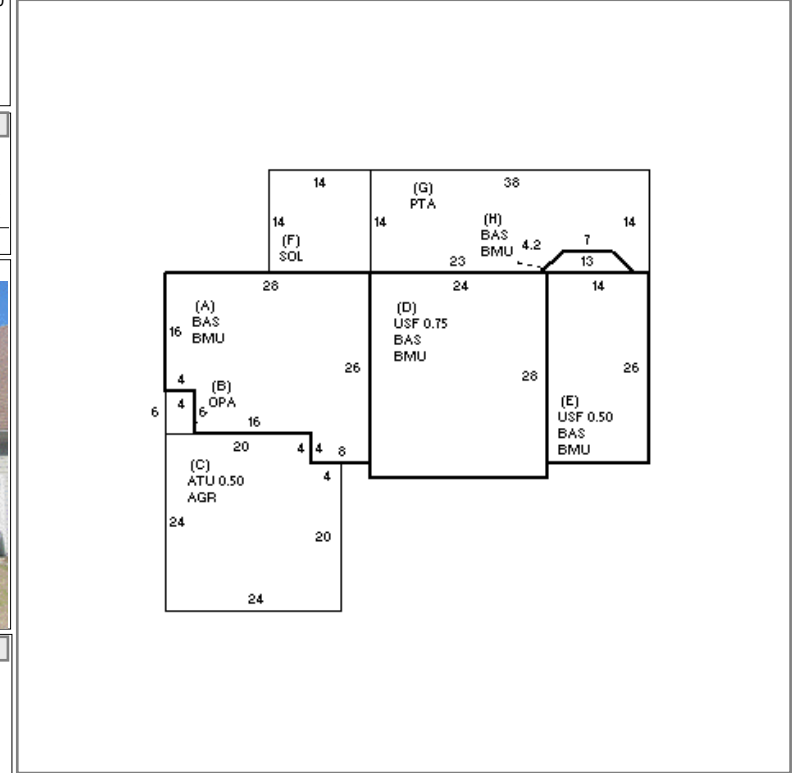 14
(G)
PTA
38
14
14
14
(F)
SOL
(H)
BAS
BMU
4.2
7
23
13
28
24
14
(A)
BAS
BMU
16
(D)
USF 0.75
BAS
BMU
26
28
26
4
(B)
OPA
6
4
6
16
(E)
USF 0.50
BAS
BMU
20
4
4
8
(C)
ATU 0.50
AGR
4
24
20
24